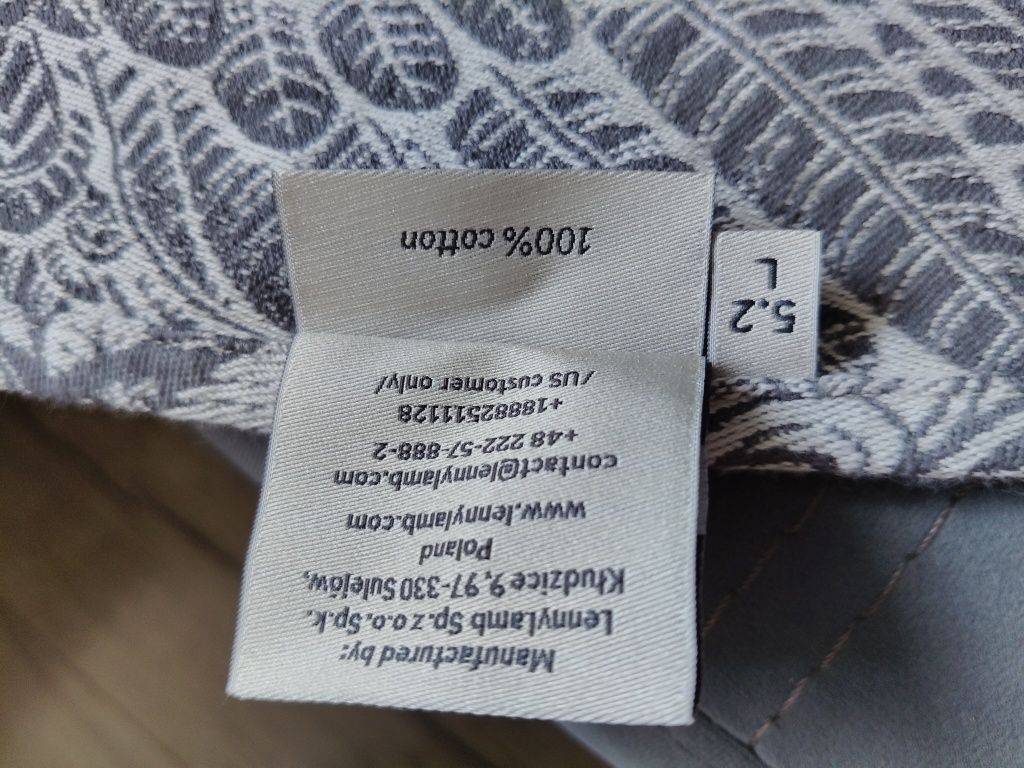 Manufactured by:
LennyLamb Sp.z o.o.Sp.k.
Kłudzice 9, 97-330 Sulejów,
Poland
www.lennylamb.com
contact@lennylamb.com
+48 222-57-888-2
+18882511128
/US customer only/
100% cotton
5.2
L